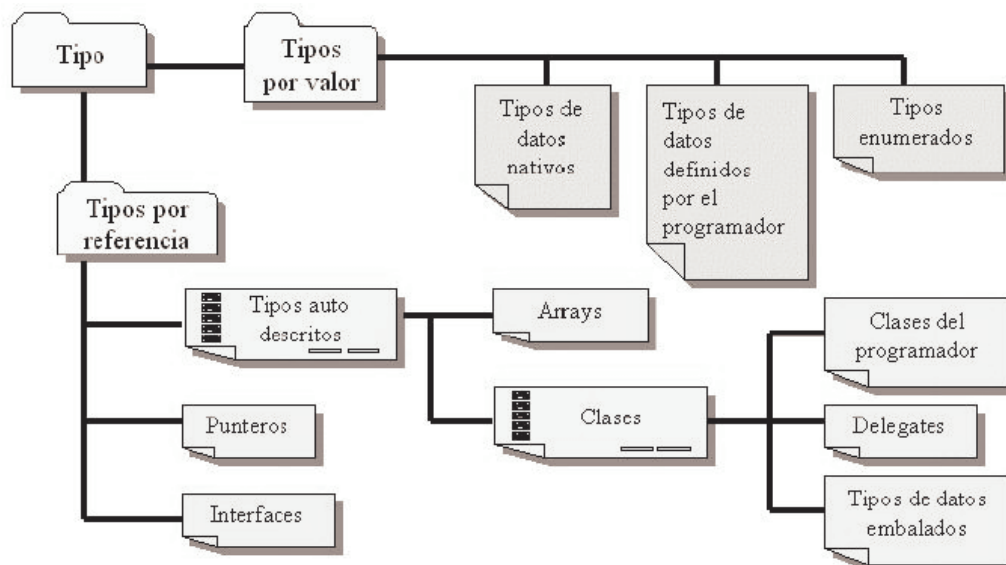 Tipo
Tipos
por valor
Tipos de
datos
nativos
Tipos de
datos
definidos
por el
programador
Tipos
enumerados
Tipos por
referencia
Tipos auto
descritos
Arrays
Clases del
programador
Clases
Delegates
Punteros
Tipos de datos
embalados
Interfaces